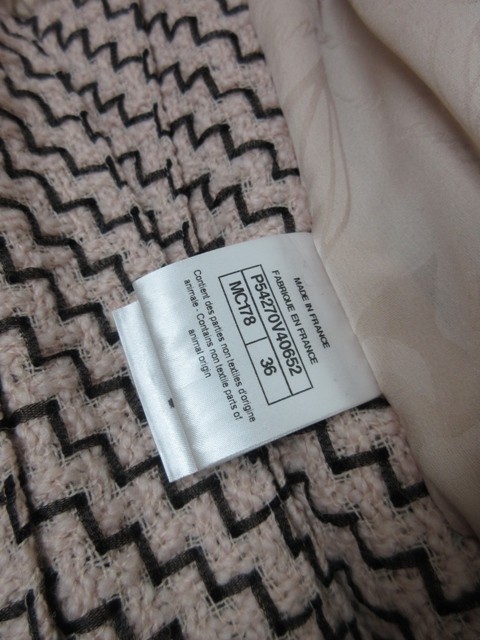 MADE IN FRANCE
FABRIQUE EN FRANCE
P54270V40652
MC178 36
Contient des parties non textiles d'origine
animale - Contains non textile parts of
animal origin